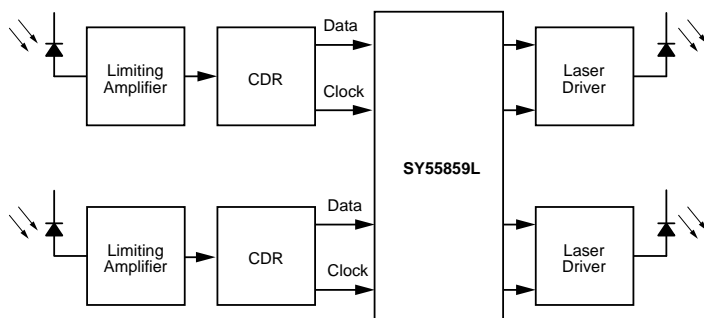 Data
Limiting
Amplifier
CDR
Clock
Laser
Driver
SY55859L
Data
Limiting
Amplifier
CDR
Clock
Laser
Driver